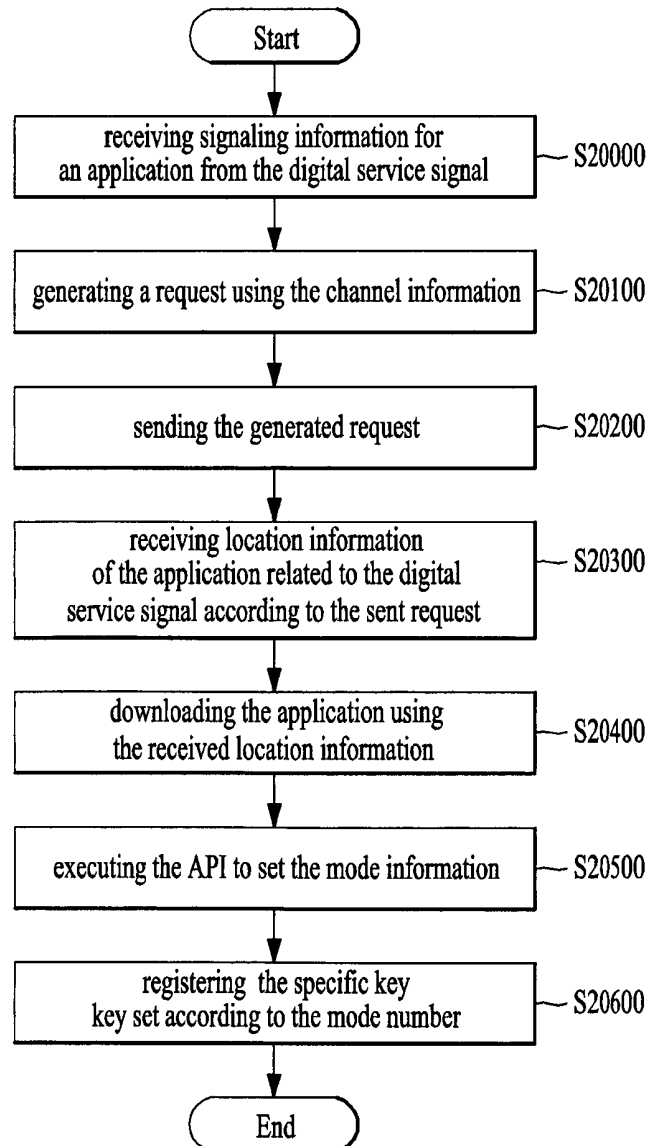 Start
receiving signaling information for
an application from the digital service signal
S20000
generating a request using the channel information
S20100
sending the generated request
S20200
receiving location information
of the application related to the digital
service signal according to the sent request
S20300
downloading the application using
the received location information
S20400
executing the API to set the mode information
S20500
registering the specific key
key set according to the mode number
S20600
End